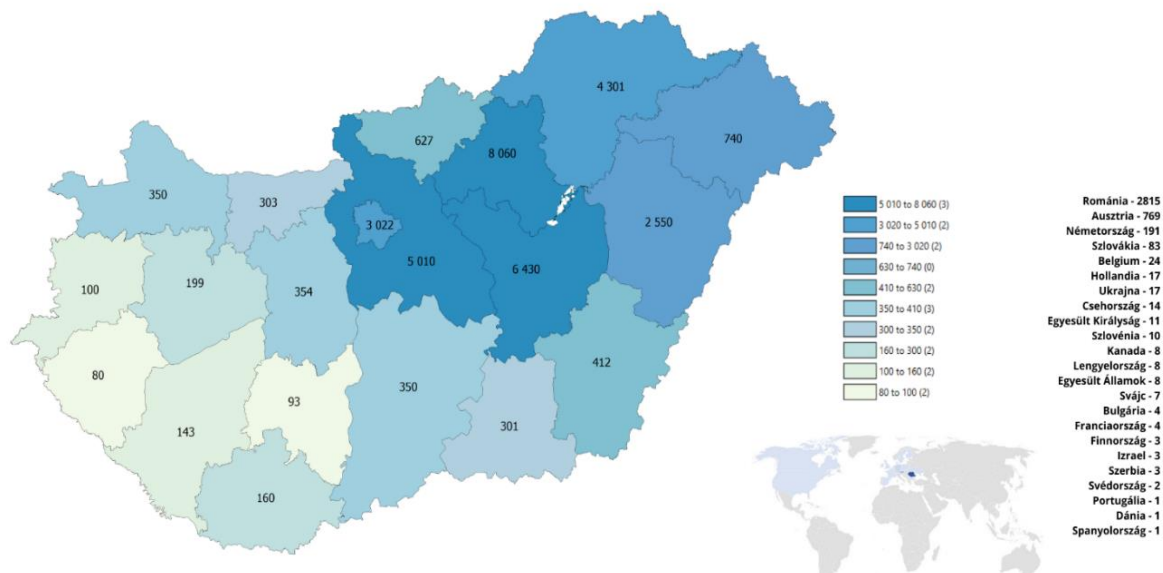 4 301
740
627
8 060
350
303
3 022
2 550
5 010
6 430
100
199
354
80
93
350
412
143
301
160
5 010 to 8 060 (3)
3 020 to 5 010 (2)
740 to 3 020 (2)
630 to 740 (0)
410 to 630 (2)
350 to 410 (3)
300 to 350 (2)
160 to 300 (2)
100 to 160 (2)
80 to 100 (2)
Románia - 2815
Ausztria - 769
Németország - 191
Szlovákia - 83
Belgium - 24
Hollandia - 17
Ukrajna - 17
Csehország - 14
Egyesült Királyság - 11
Szlovénia - 10
Kanada - 8
Lengyelország - 8
Egyesült Államok - 8
Svájc - 7
Bulgária - 4
Franciaország - 4
Finnország - 3
Izrael - 3
Szerbia - 3
Svédország - 2
Portugália - 1
Dánia - 1
Spanyolország - 1